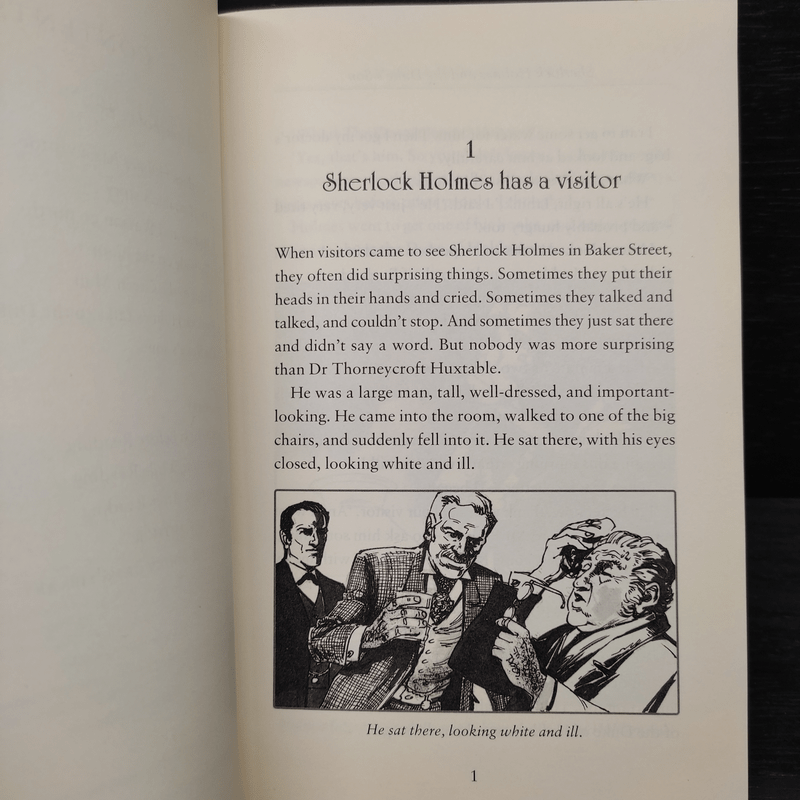 1
Sherlock Holmes has a visitor
When visitors came to see Sherlock Holmes in Baker Street,
they often did surprising things. Sometimes they put their
heads in their hands and cried. Sometimes they talked and
talked, and couldn't stop. And sometimes they just sat there
and didn't say a word. But nobody was more surprising
than Dr Thorneycroft Huxtable.
He was a large man, tall, well-dressed, and important-
looking. He came into the room, walked to one of the big
chairs, and suddenly fell into it. He sat there, with his eyes
closed, looking white and ill.
He sat there, looking white and ill.
1